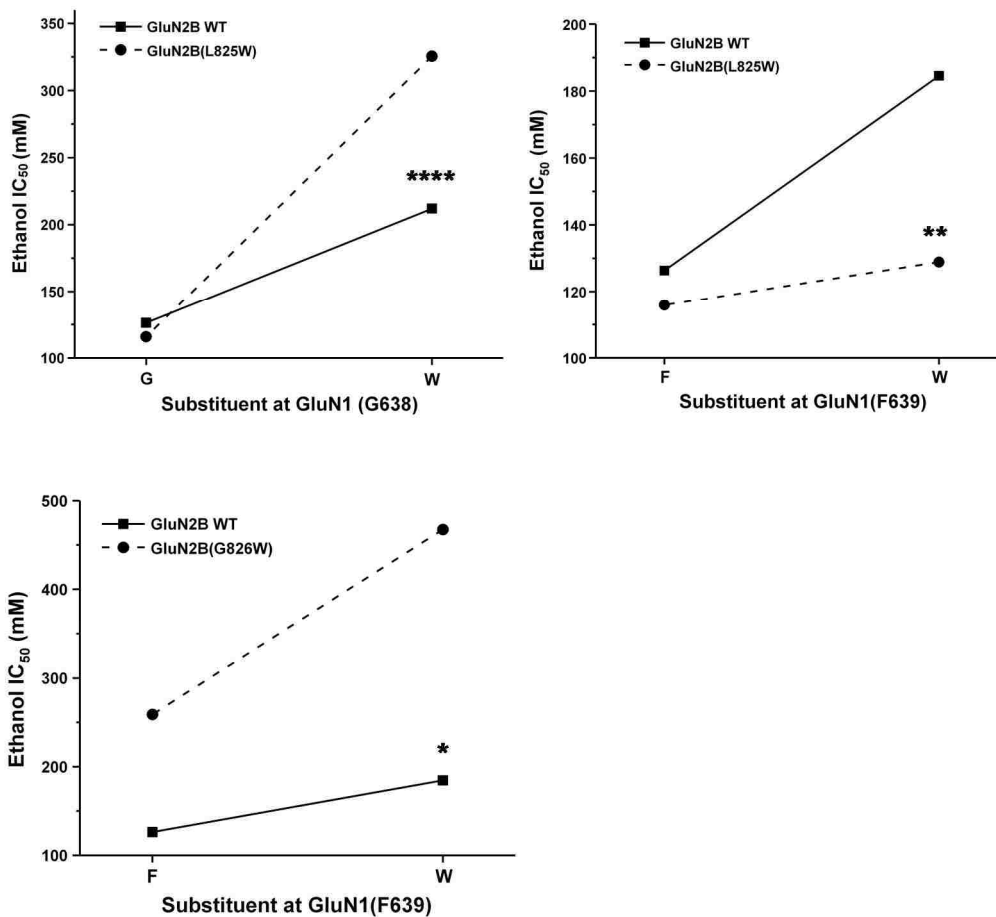 350
300
250
200
150
100
Ethanol IC50 (mM)
GluN2B WT
GluN2B(L825W)
****
G
W
Substituent at GluN1 (G638)
200
180
160
140
120
100
Ethanol IC50 (mM)
GluN2B WT
GluN2B(L825W)
**
F
W
Substituent at GluN1(F639)
500
400
300
200
100
Ethanol IC50 (mM)
GluN2B WT
GluN2B(G826W)
*
F
W
Substituent at GluN1(F639)